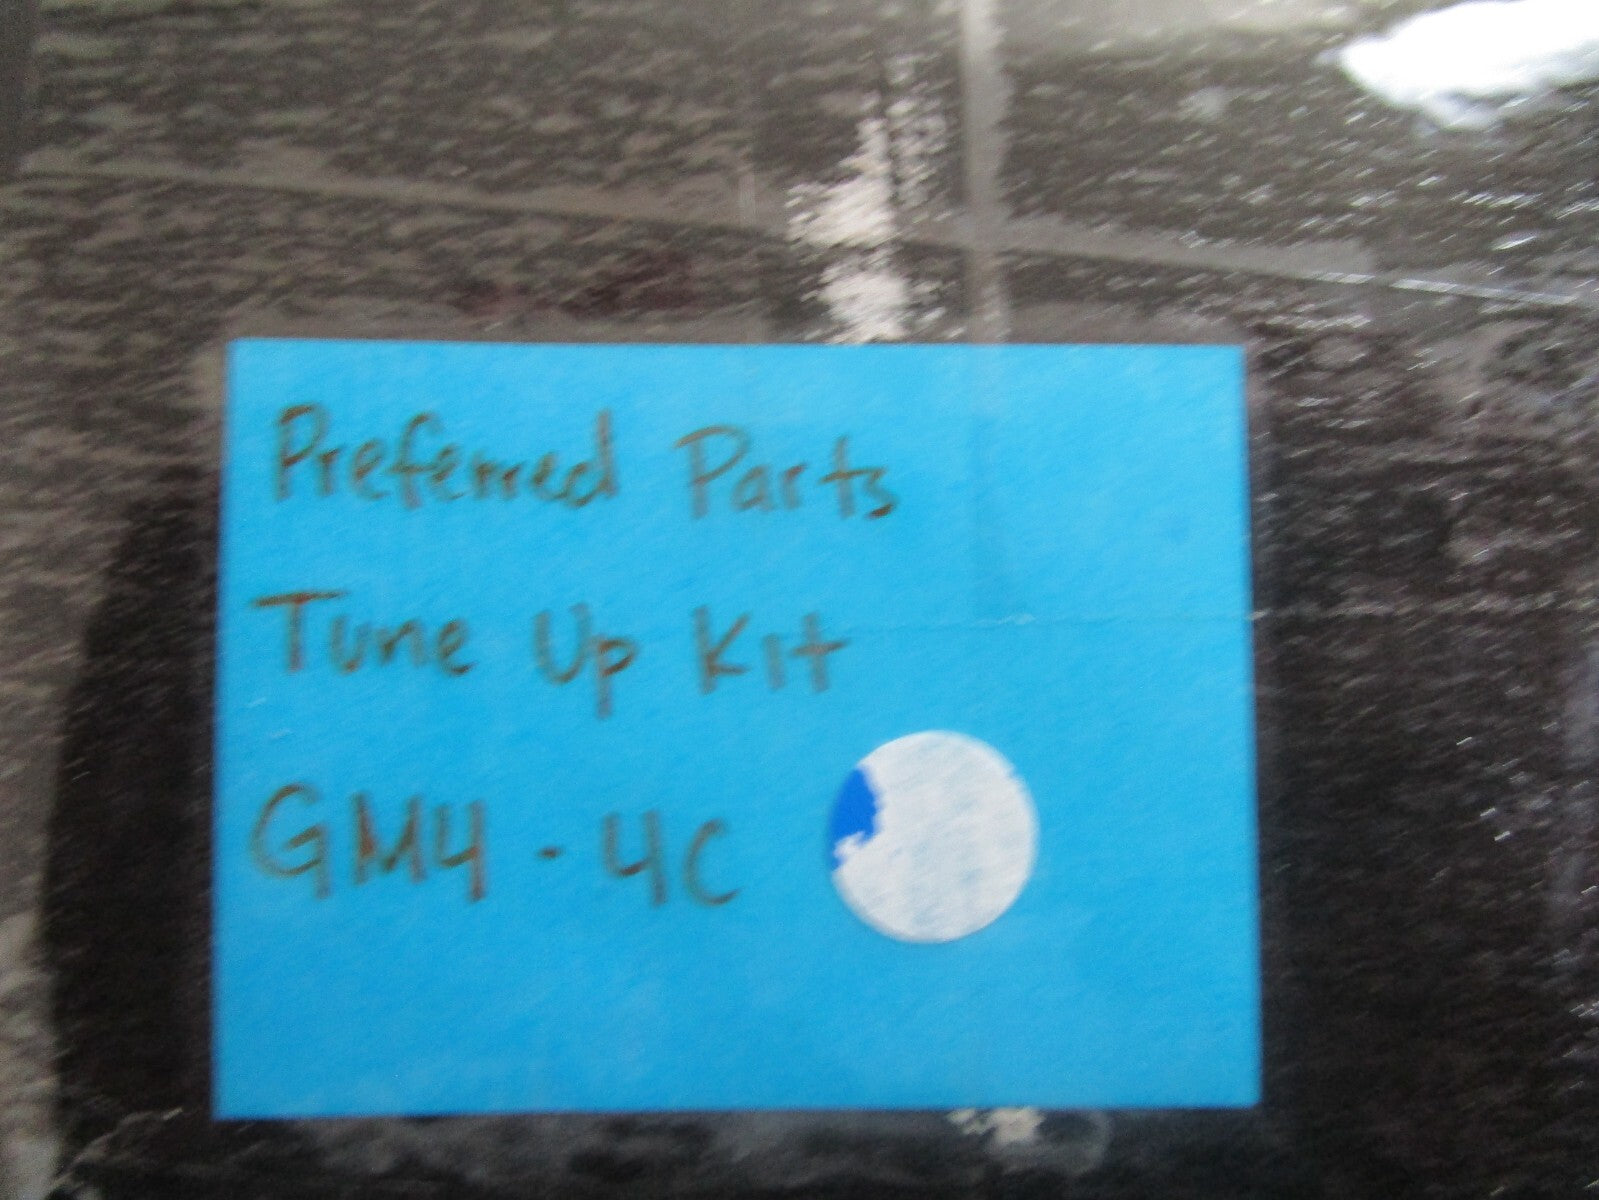 Preferred Parts
Tune Up Kit
GM4-4C